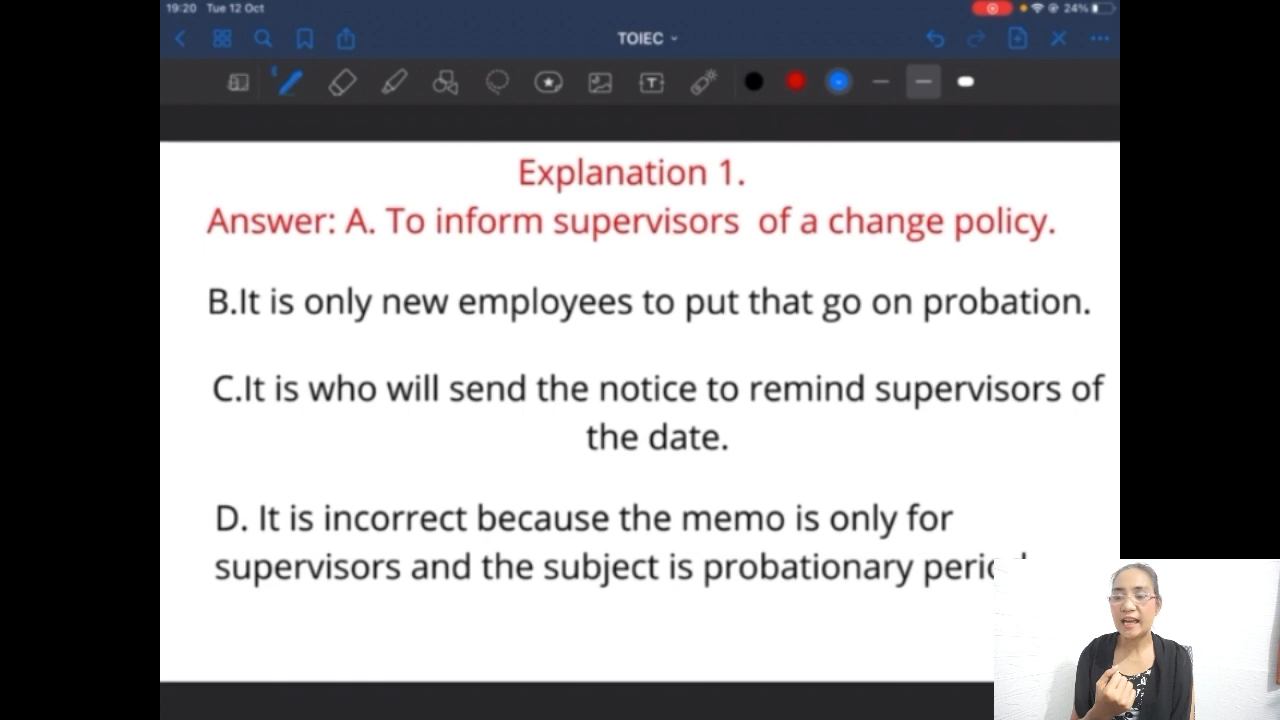 19:20 Tue 12 Oct
24%
TOIEC
T
Explanation 1.
Answer: A. To inform supervisors of a change policy.
B.It is only new employees to put that go on probation.
C.It is who will send the notice to remind supervisors of
the date.
D. It is incorrect because the memo is only for
supervisors and the subject is probationary